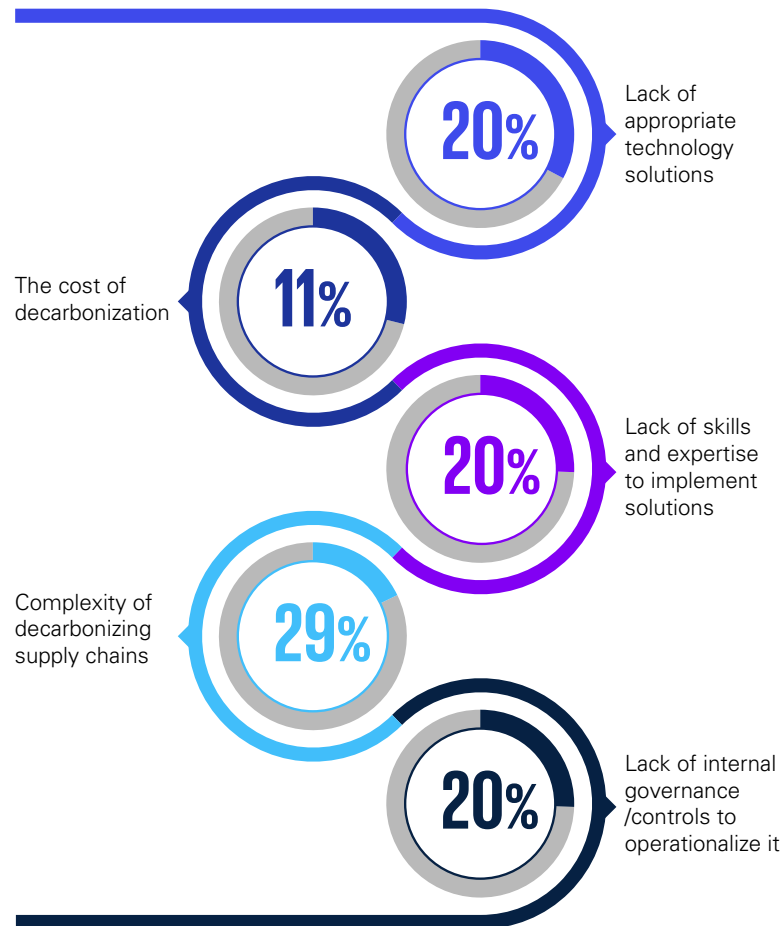 20%
Lack of
appropriate
technology
solutions
The cost of
decarbonization
11%
20%
Lack of skills
and expertise
to implement
solutions
Complexity of
decarbonizing
supply chains
29%
20%
Lack of internal
governance
/controls to
operationalize it